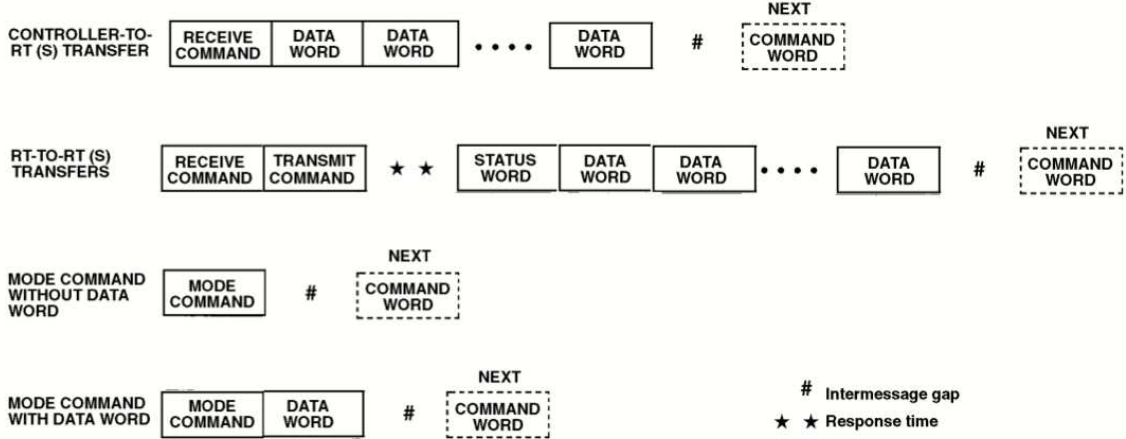 CONTROLLER-TO-
RT (S) TRANSFER
RECEIVE
COMMAND
DATA
WORD
DATA
WORD
DATA
WORD
#
NEXT
COMMAND
WORD
RT-TO-RT (S)
TRANSFERS
RECEIVE
COMMAND
TRANSMIT
COMMAND
★ ★
STATUS
WORD
DATA
WORD
DATA
WORD
DATA
WORD
#
NEXT
COMMAND
WORD
MODE COMMAND
WITHOUT DATA
WORD
MODE
COMMAND
#
NEXT
COMMAND
WORD
MODE COMMAND
WITH DATA WORD
MODE
COMMAND
DATA
WORD
#
NEXT
COMMAND
WORD
# Intermessage gap
★ ★ Response time